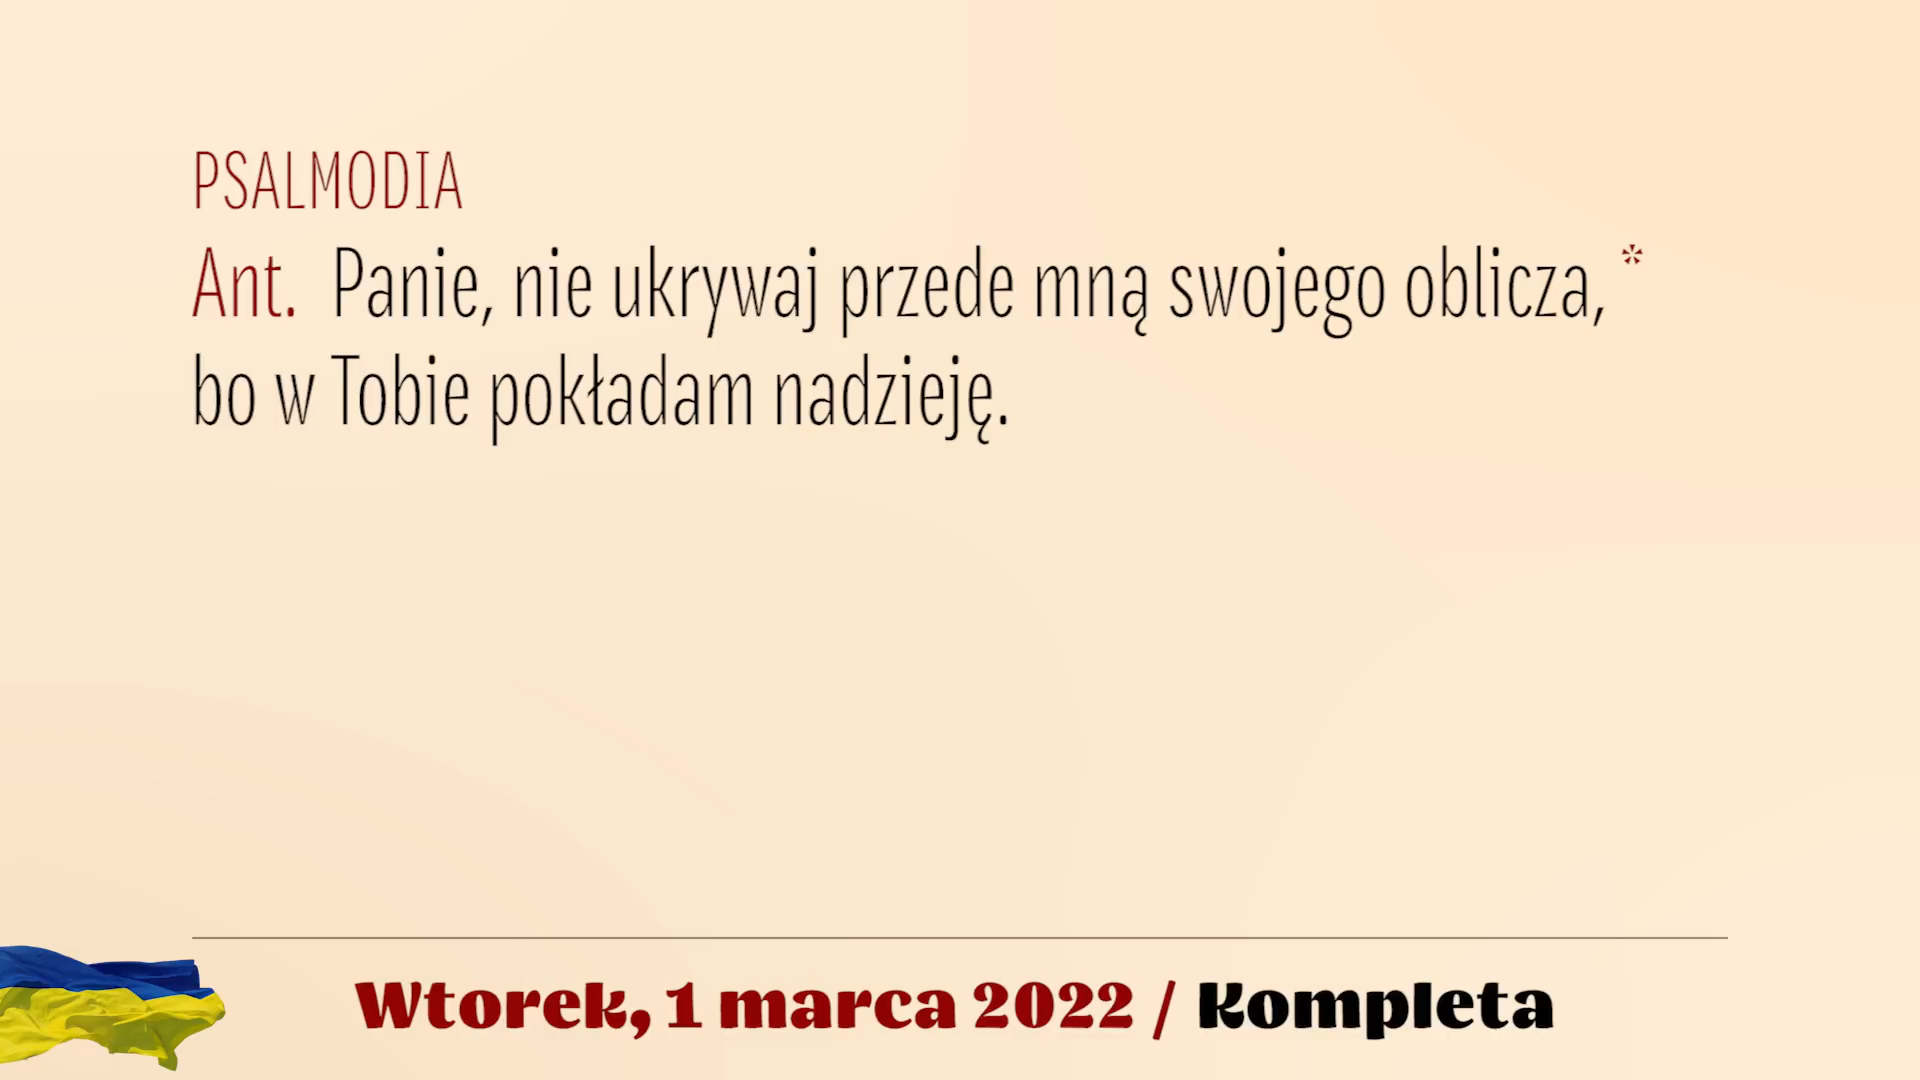 PSALMODIA
Ant. Panie, nie ukrywaj przede mną swojego oblicza, *
bo w Tobie pokładam nadzieję.
Wtorek, 1 marca 2022 / Kompleta